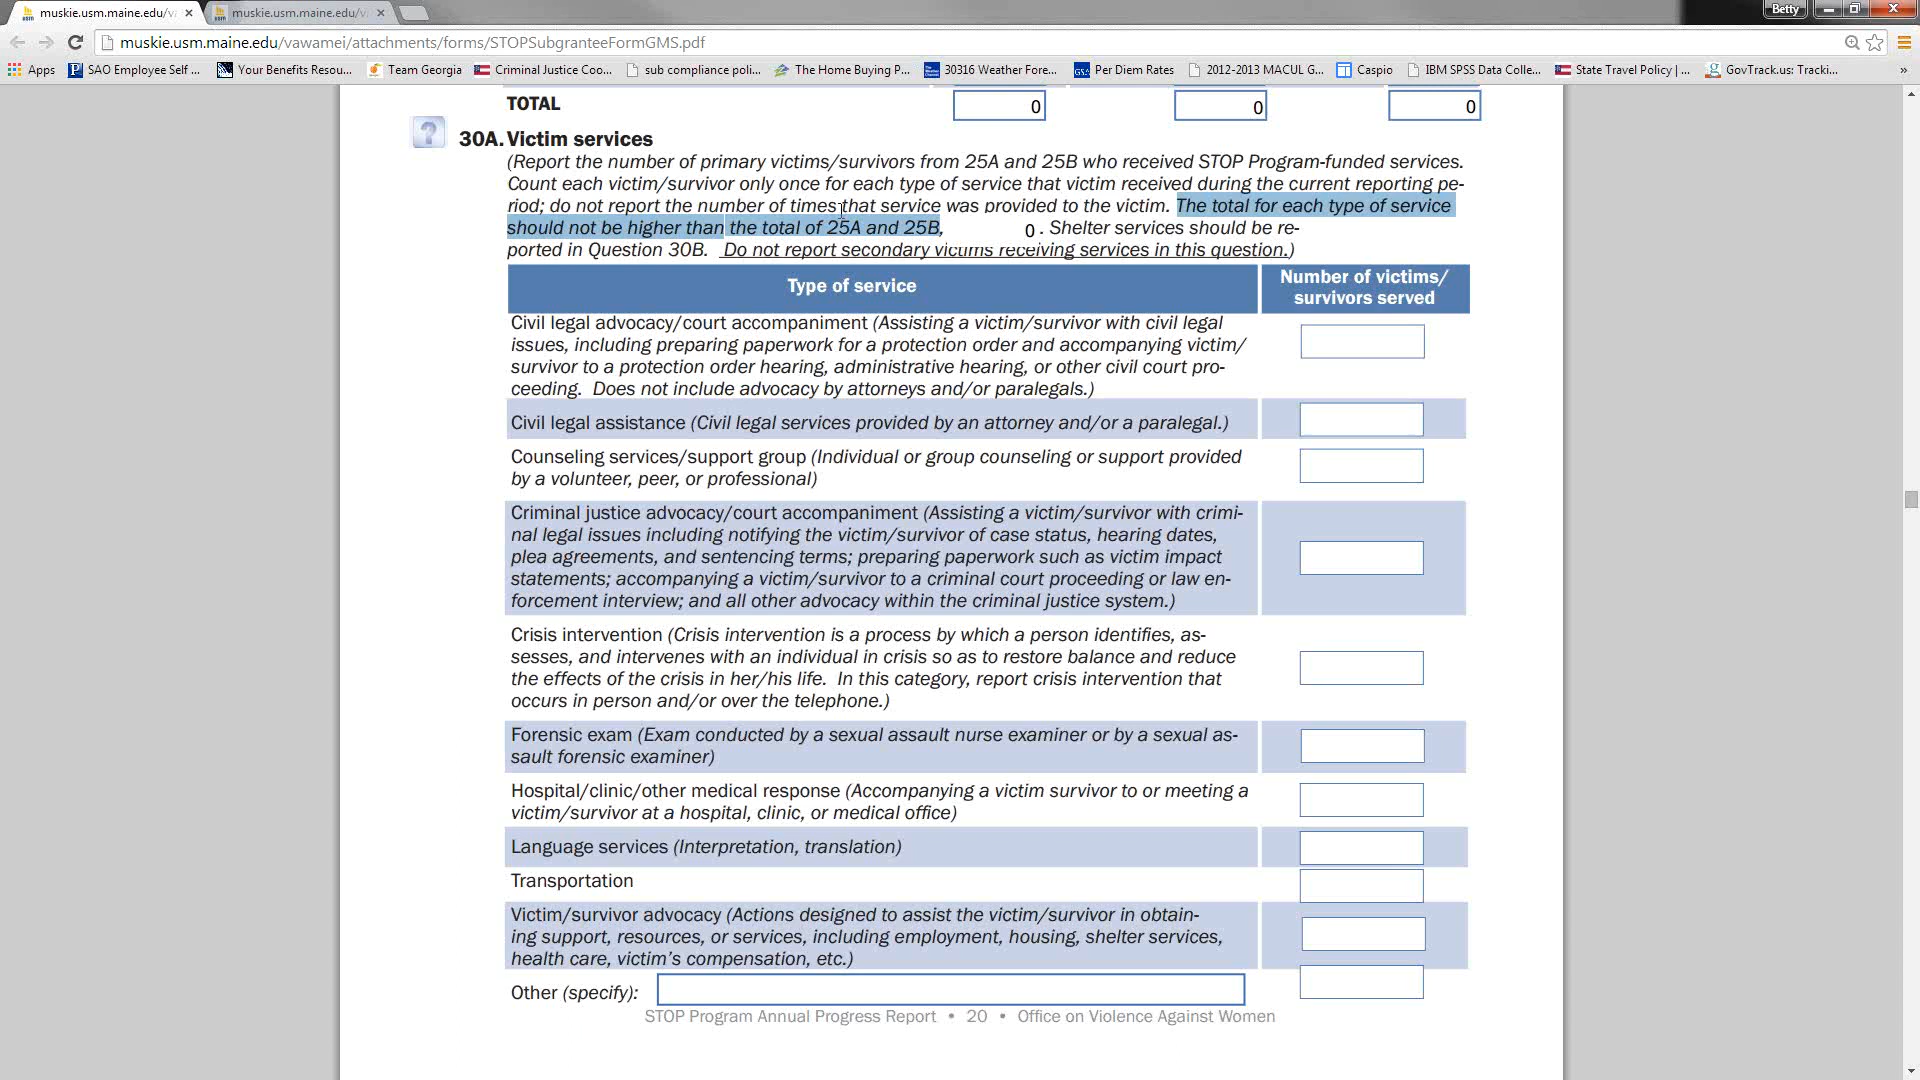 muskie.usm.maine.edu/v
muskie.usm.maine.edu/v
Betty
muskie.usm.maine.edu/vawamei/attachments/forms/STOPSubgranteeFormGMS.pdf
Apps
SAO Employee Self ...
Your Benefits Resou...
Team Georgia
Criminal Justice Coo...
sub compliance poli...
The Home Buying P...
30316 Weather Fore...
Per Diem Rates
2012-2013 MACUL G...
Caspio
IBM SPSS Data Colle...
State Travel Policy | ...
GovTrack.us: Tracki...
»
TOTAL 0 0 0
? 30A. Victim services
(Report the number of primary victims/survivors from 25A and 25B who received STOP Program-funded services.
Count each victim/survivor only once for each type of service that victim received during the current reporting pe-
riod; do not report the number of times that service was provided to the victim. The total for each type of service
should not be higher than the total of 25A and 25B, 0 . Shelter services should be re-
ported in Question 30B. Do not report secondary victims receiving services in this question.)
Type of service
Number of victims/
survivors served
Civil legal advocacy/court accompaniment (Assisting a victim/survivor with civil legal
issues, including preparing paperwork for a protection order and accompanying victim/
survivor to a protection order hearing, administrative hearing, or other civil court pro-
ceeding. Does not include advocacy by attorneys and/or paralegals.)
Civil legal assistance (Civil legal services provided by an attorney and/or a paralegal.)
Counseling services/support group (Individual or group counseling or support provided
by a volunteer, peer, or professional)
Criminal justice advocacy/court accompaniment (Assisting a victim/survivor with crimi-
nal legal issues including notifying the victim/survivor of case status, hearing dates,
plea agreements, and sentencing terms; preparing paperwork such as victim impact
statements; accompanying a victim/survivor to a criminal court proceeding or law en-
forcement interview; and all other advocacy within the criminal justice system.)
Crisis intervention (Crisis intervention is a process by which a person identifies, as-
sesses, and intervenes with an individual in crisis so as to restore balance and reduce
the effects of the crisis in her/his life. In this category, report crisis intervention that
occurs in person and/or over the telephone.)
Forensic exam (Exam conducted by a sexual assault nurse examiner or by a sexual as-
sault forensic examiner)
Hospital/clinic/other medical response (Accompanying a victim survivor to or meeting a
victim/survivor at a hospital, clinic, or medical office)
Language services (Interpretation, translation)
Transportation
Victim/survivor advocacy (Actions designed to assist the victim/survivor in obtain-
ing support, resources, or services, including employment, housing, shelter services,
health care, victim's compensation, etc.)
Other (specify):
STOP Program Annual Progress Report • 20 • Office on Violence Against Women